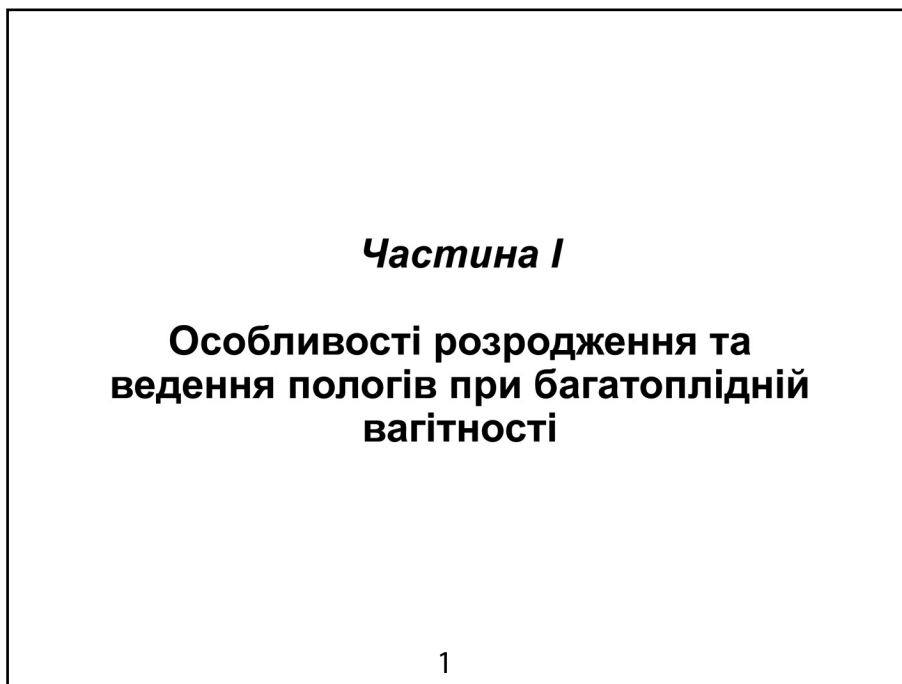 Частина I
Особливості розродження та
ведення пологів при багатоплідній
вагітності
1